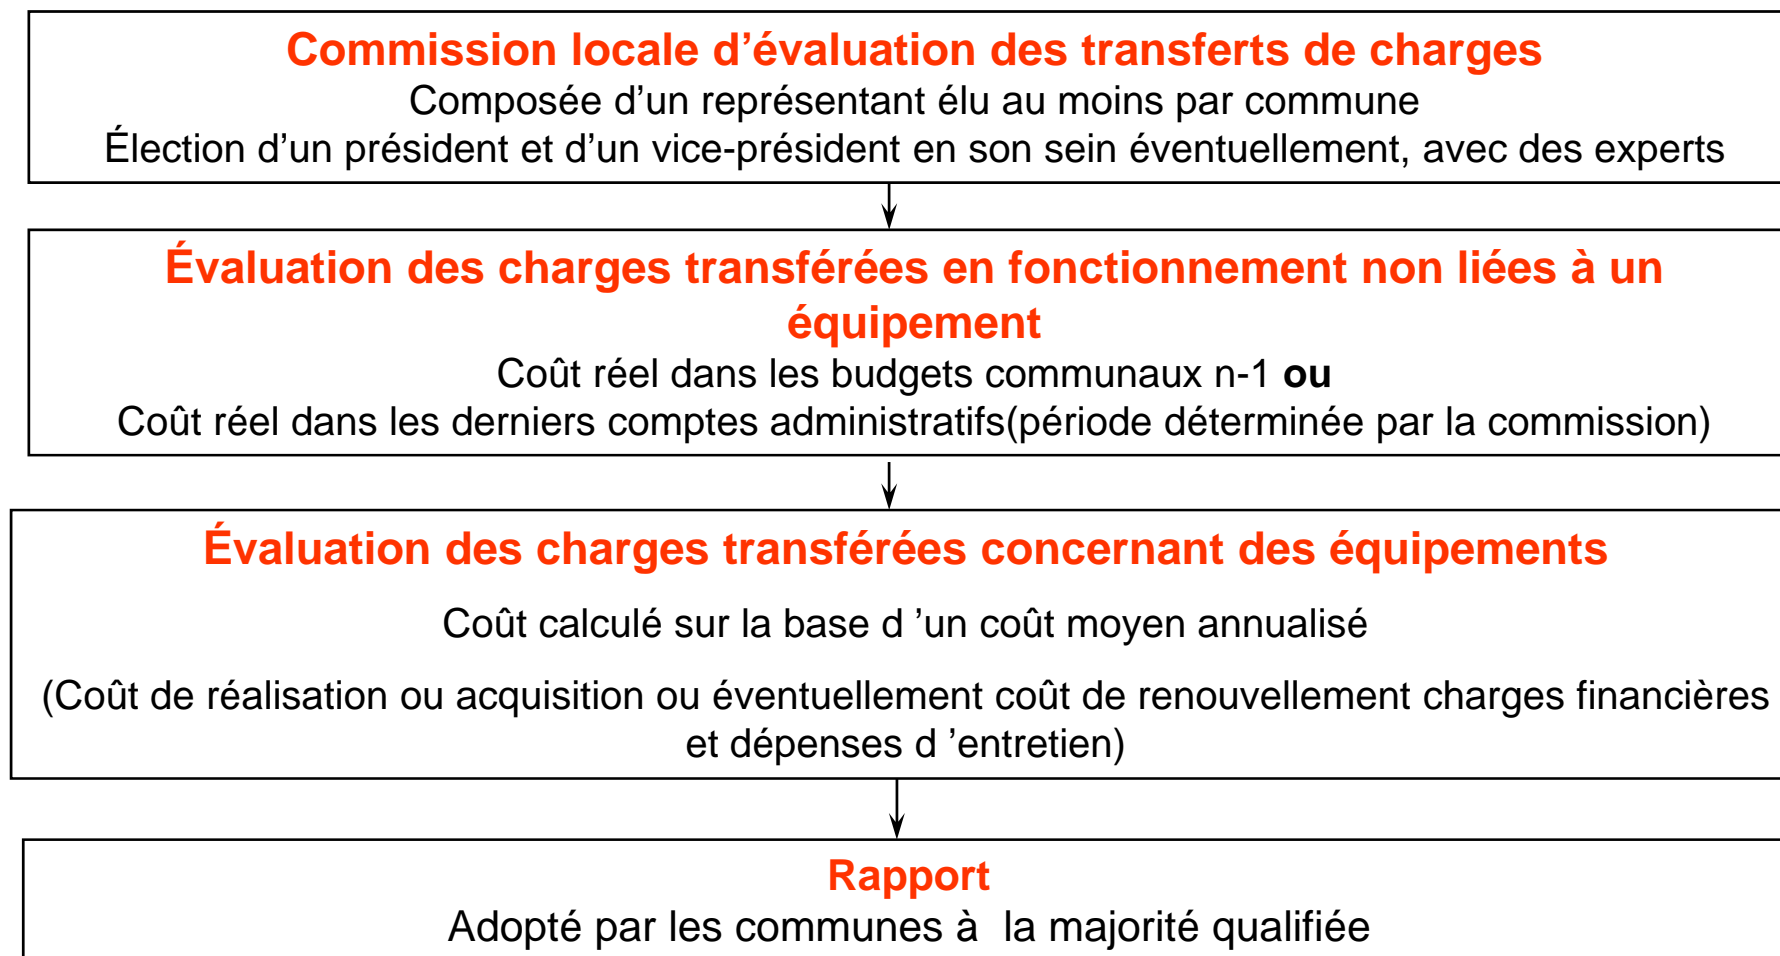 Commission locale d’évaluation des transferts de charges
Composée d’un représentant élu au moins par commune
Élection d’un président et d’un vice-président en son sein éventuellement, avec des experts
Évaluation des charges transférées en fonctionnement non liées à un
équipement
Coût réel dans les budgets communaux n-1 ou
Coût réel dans les derniers comptes administratifs(période déterminée par la commission)
Évaluation des charges transférées concernant des équipements
Coût calculé sur la base d ’un coût moyen annualisé
(Coût de réalisation ou acquisition ou éventuellement coût de renouvellement charges financières
et dépenses d ’entretien)
Rapport
Adopté par les communes à  la majorité qualifiée